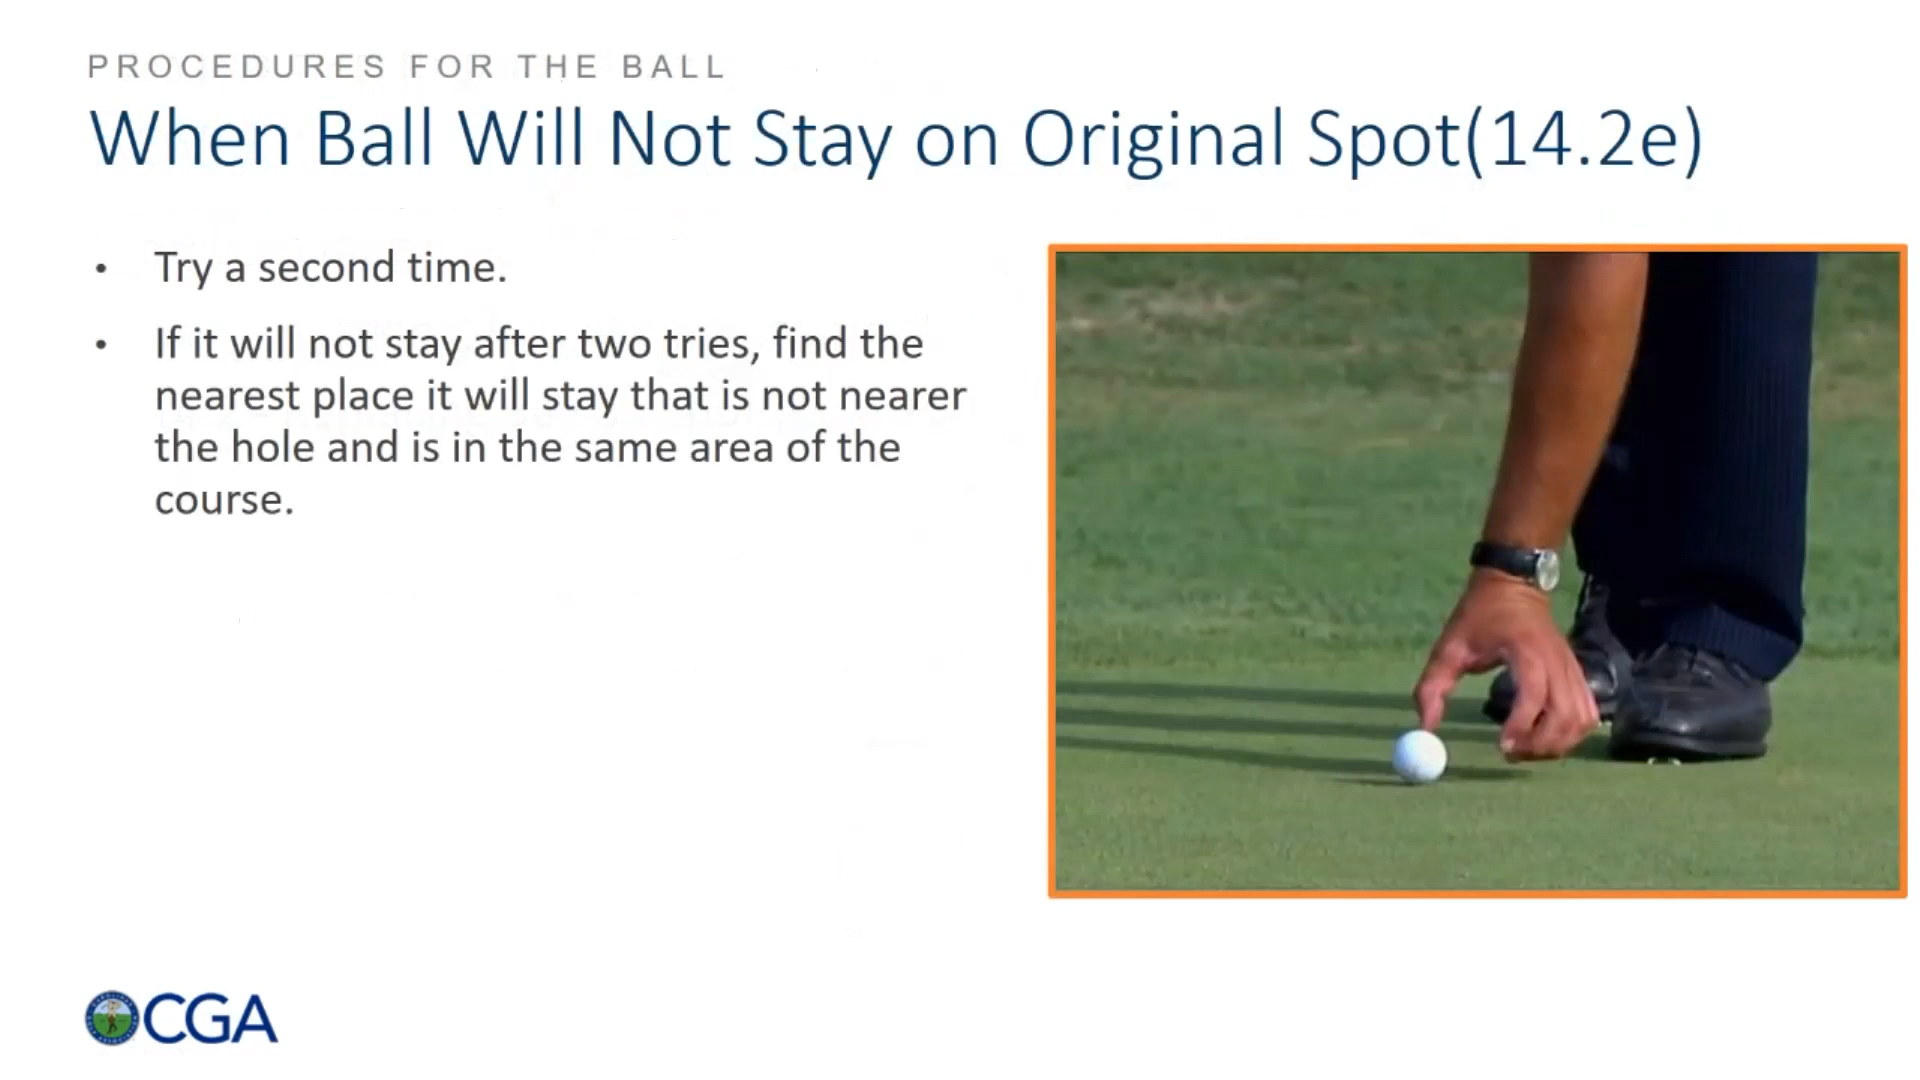 PROCEDURES FOR THE BALL
When Ball Will Not Stay on Original Spot(14.2e)
• Try a second time.
• If it will not stay after two tries, find the
nearest place it will stay that is not nearer
the hole and is in the same area of the
course.
CGA